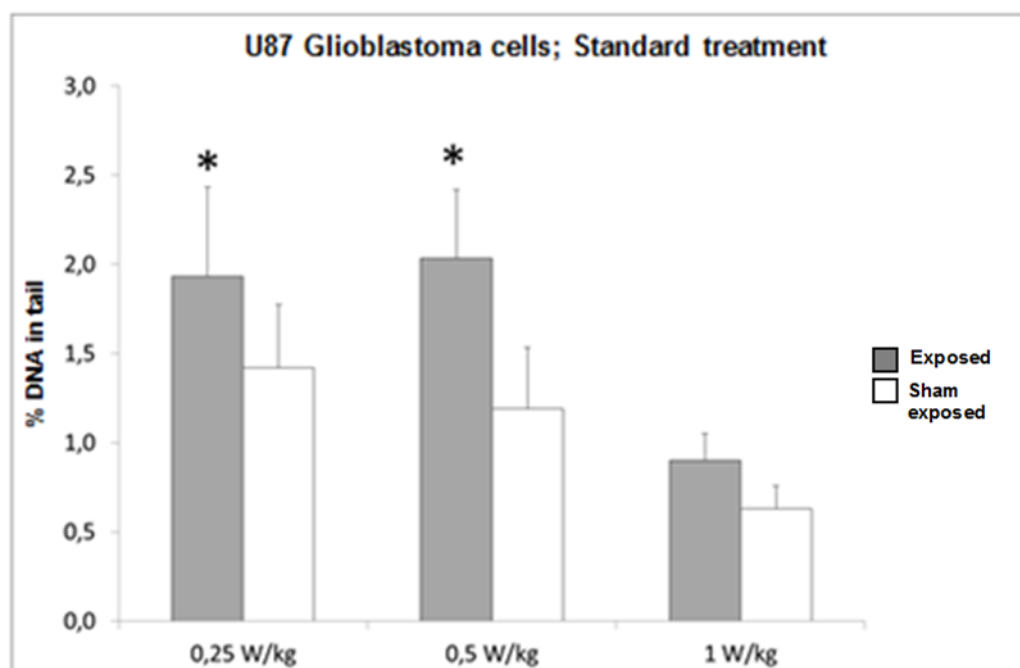 U87 Glioblastoma cells; Standard treatment
3,0
2,5
2,0
1,5
1,0
0,5
0,0
% DNA in tail
*
*
0,25 W/kg
0,5 W/kg
1 W/kg
Exposed
Sham
exposed